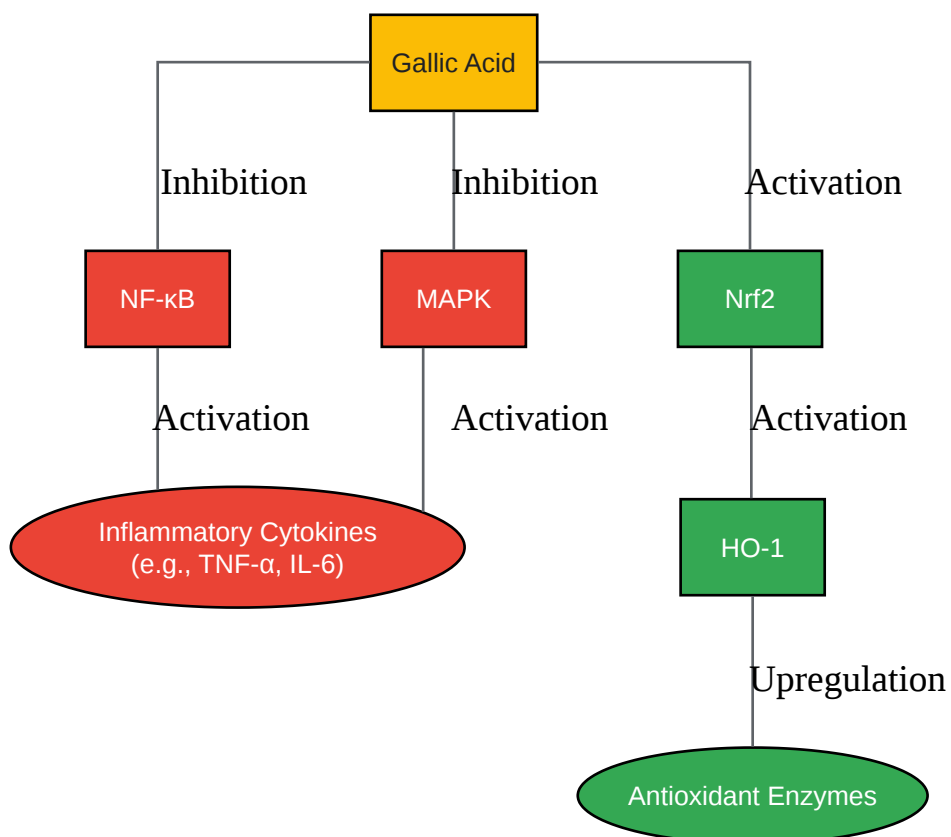 Gallic Acid
Inhibition
Inhibition
Activation
NF-κB
MAPK
Nrf2
Activation
Activation
Activation
Inflammatory Cytokines
(e.g., TNF-α, IL-6)
HO-1
Upregulation
Antioxidant Enzymes